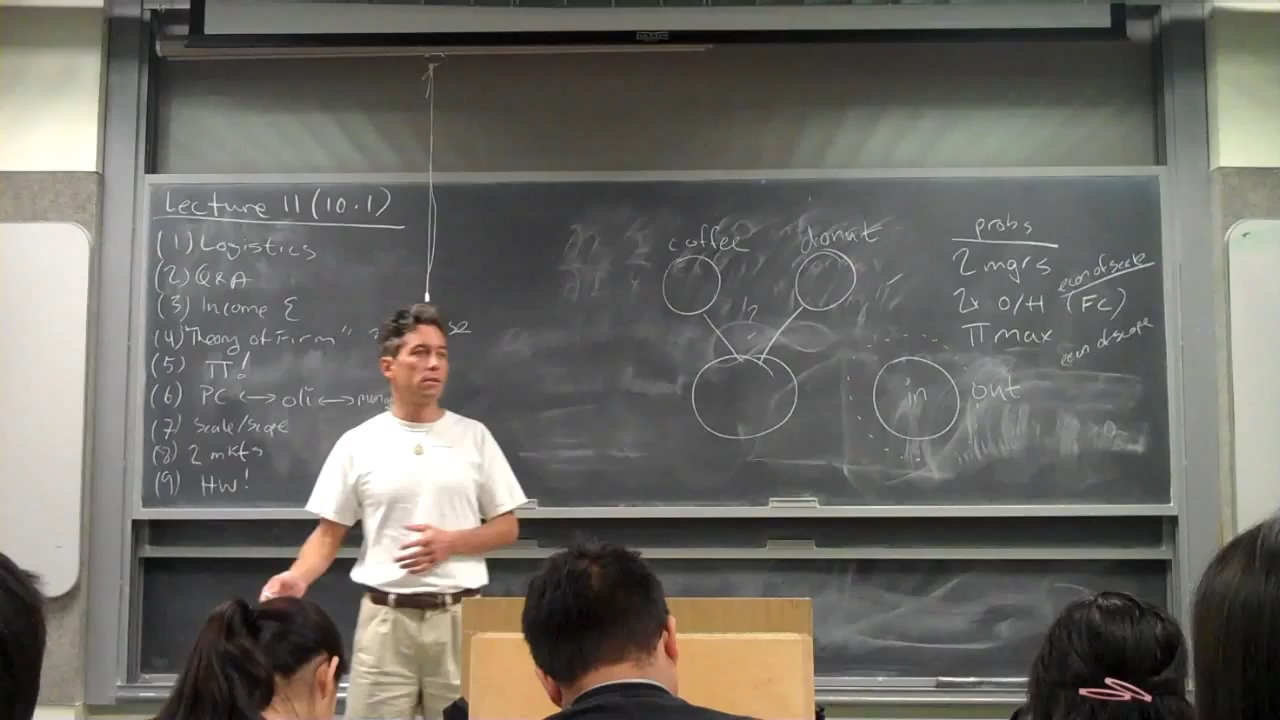 Lecture 11 (10.1)
(1) Logistics
(2) Q&A
(3) Income ξ
(4) "Theory of Firm"
(5) π!
(6) PC ⟷ oli ⟷
(7) Scale/Scope
(8) 2 mkts
(9) HW!
coffee donut
in out
probs
2 mgrs
econ of scale
2x O/H (FC)
π max
econ of scope